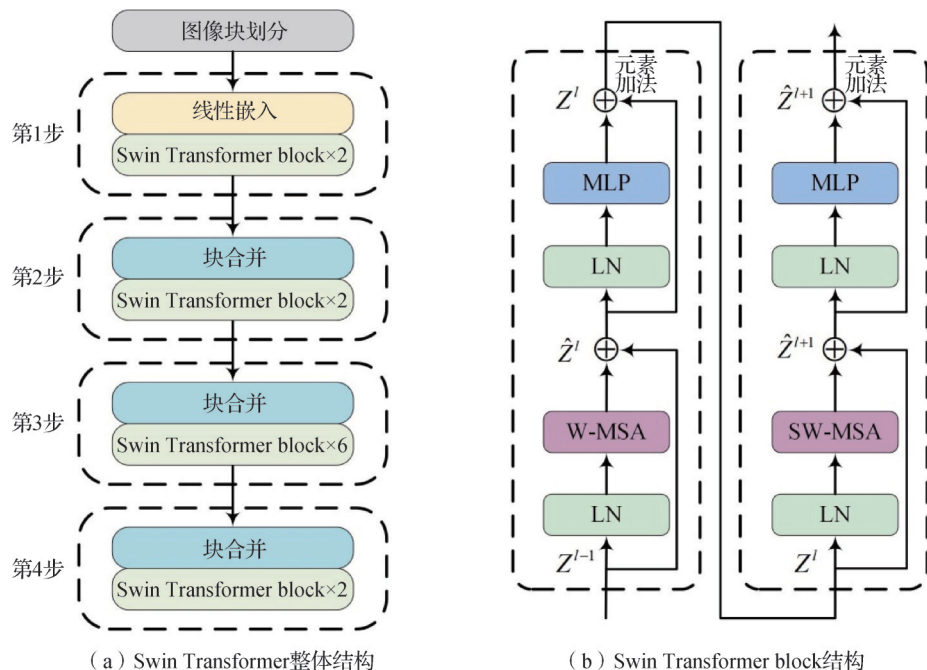 图像块划分
第1步
线性嵌入
Swin Transformer block×2
第2步
块合并
Swin Transformer block×2
第3步
块合并
Swin Transformer block×6
第4步
块合并
Swin Transformer block×2
(a)Swin Transformer整体结构
元素
加法
Z^l
MLP
LN
Ẑ^l
W-MSA
LN
Z^{l-1}
元素
加法
Ẑ^{l+1}
MLP
LN
Ẑ^{l+1}
SW-MSA
LN
Z^l
(b)Swin Transformer block结构